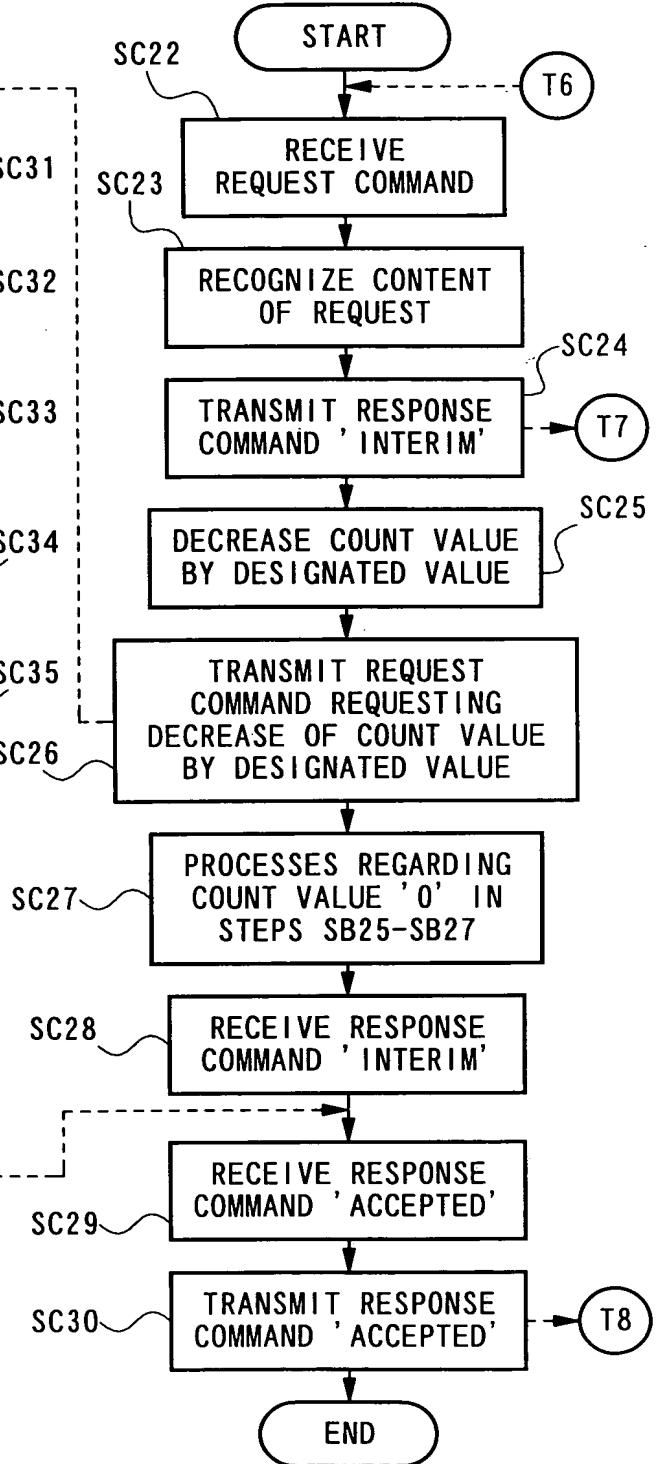 START
SC22
T6
SC31
RECEIVE
REQUEST COMMAND
SC23
SC32
RECOGNIZE CONTENT
OF REQUEST
SC24
SC33
TRANSMIT RESPONSE
COMMAND 'INTERIM'
T7
SC25
SC34
DECREASE COUNT VALUE
BY DESIGNATED VALUE
SC35
TRANSMIT REQUEST
COMMAND REQUESTING
DECREASE OF COUNT VALUE
BY DESIGNATED VALUE
SC26
PROCESSES REGARDING
COUNT VALUE '0' IN
STEPS SB25-SB27
SC27
SC28
RECEIVE RESPONSE
COMMAND 'INTERIM'
RECEIVE RESPONSE
COMMAND 'ACCEPTED'
SC29
TRANSMIT RESPONSE
COMMAND 'ACCEPTED'
SC30
T8
END